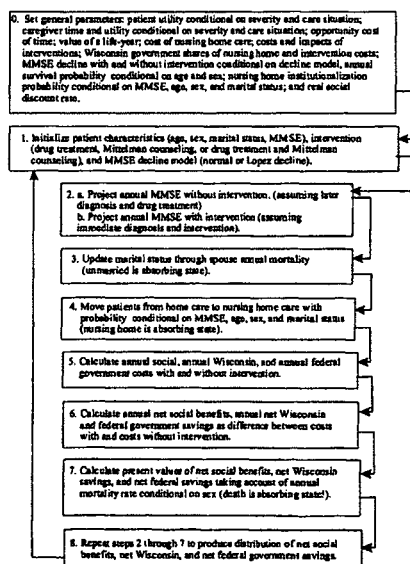 0. Set general parameters: patient utility conditional on severity and care situation;
caregiver time and utility conditional on severity and care situation; opportunity cost
of time; value of a life-year; cost of nursing home care; costs and impacts of
interventions; Wisconsin government shares of nursing home and intervention costs;
MMSE decline with and without intervention conditional on decline model, annual
survival probability conditional on age and sex; nursing home institutionalization
probability conditional on MMSE, age, sex, and marital status; and real social
discount rate.
1. Initialize patient characteristics (age, sex, marital status, MMSE), intervention
(drug treatment, Mittelman counseling, or drug treatment and Mittelman
counseling), and MMSE decline model (normal or Lopez decline).
2. a. Project annual MMSE without intervention, (assuming later
diagnosis and drug treatment)
b. Project annual MMSE with intervention (assuming
immediate diagnosis and intervention).
3. Update marital status through spouse annual mortality
(unmarried is absorbing state).
4. Move patients from home care to nursing home care with
probability conditional on MMSE, age, sex, and marital status
(nursing home is absorbing state).
5. Calculate annual social, annual Wisconsin, and annual federal
government costs with and without intervention.
6. Calculate annual net social benefits, annual net Wisconsin
and federal government savings as difference between costs
with and costs without intervention.
7. Calculate present values of net social benefits, net Wisconsin
savings, and net federal savings taking account of annual
mortality rate conditional on sex (death is absorbing state!).
8. Repeat steps 2 through 7 to produce distribution of net social
benefits, net Wisconsin, and net federal government savings.